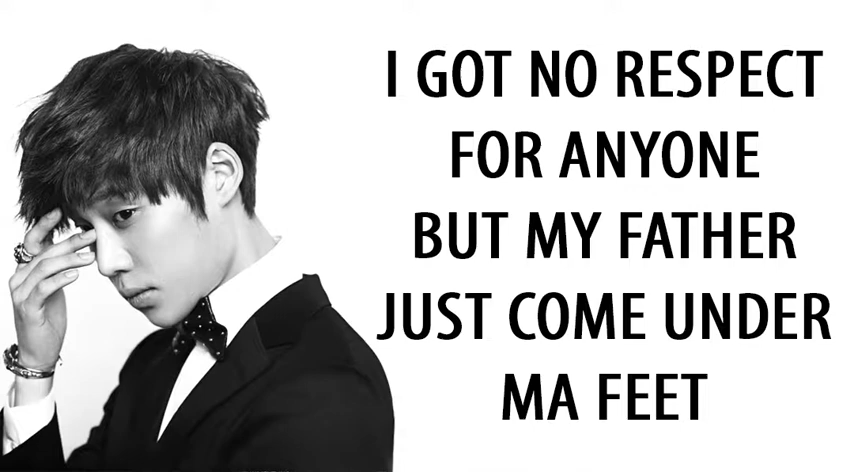 I GOT NO RESPECT
FOR ANYONE
BUT MY FATHER
JUST COME UNDER
MA FEET